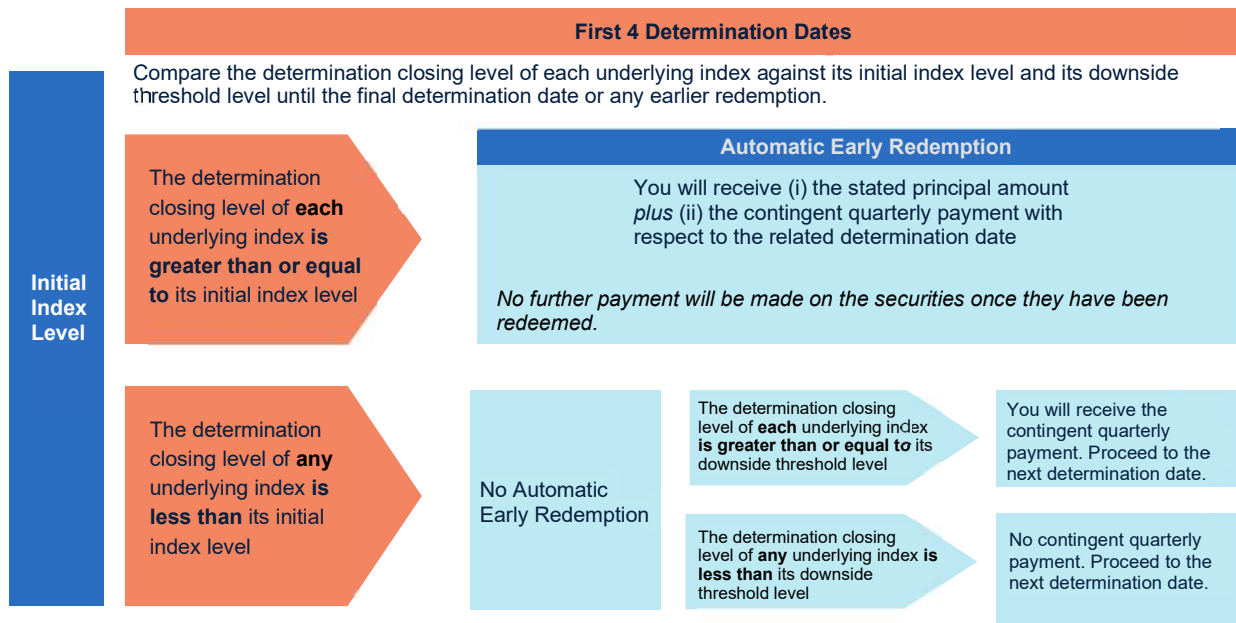 First 4 Determination Dates
Compare the determination closing level of each underlying index against its initial index level and its downside
threshold level until the final determination date or any earlier redemption.
Initial
Index
Level
The determination
closing level of each
underlying index is
greater than or equal
to its initial index level
Automatic Early Redemption
You will receive (i) the stated principal amount
plus (ii) the contingent quarterly payment with
respect to the related determination date
No further payment will be made on the securities once they have been
redeemed.
The determination
closing level of any
underlying index is
less than its initial
index level
No Automatic
Early Redemption
The determination closing
level of each underlying index
is greater than or equal to its
downside threshold level
You will receive the
contingent quarterly
payment. Proceed to the
next determination date.
The determination closing
level of any underlying index is
less than its downside
threshold level
No contingent quarterly
payment. Proceed to the
next determination date.